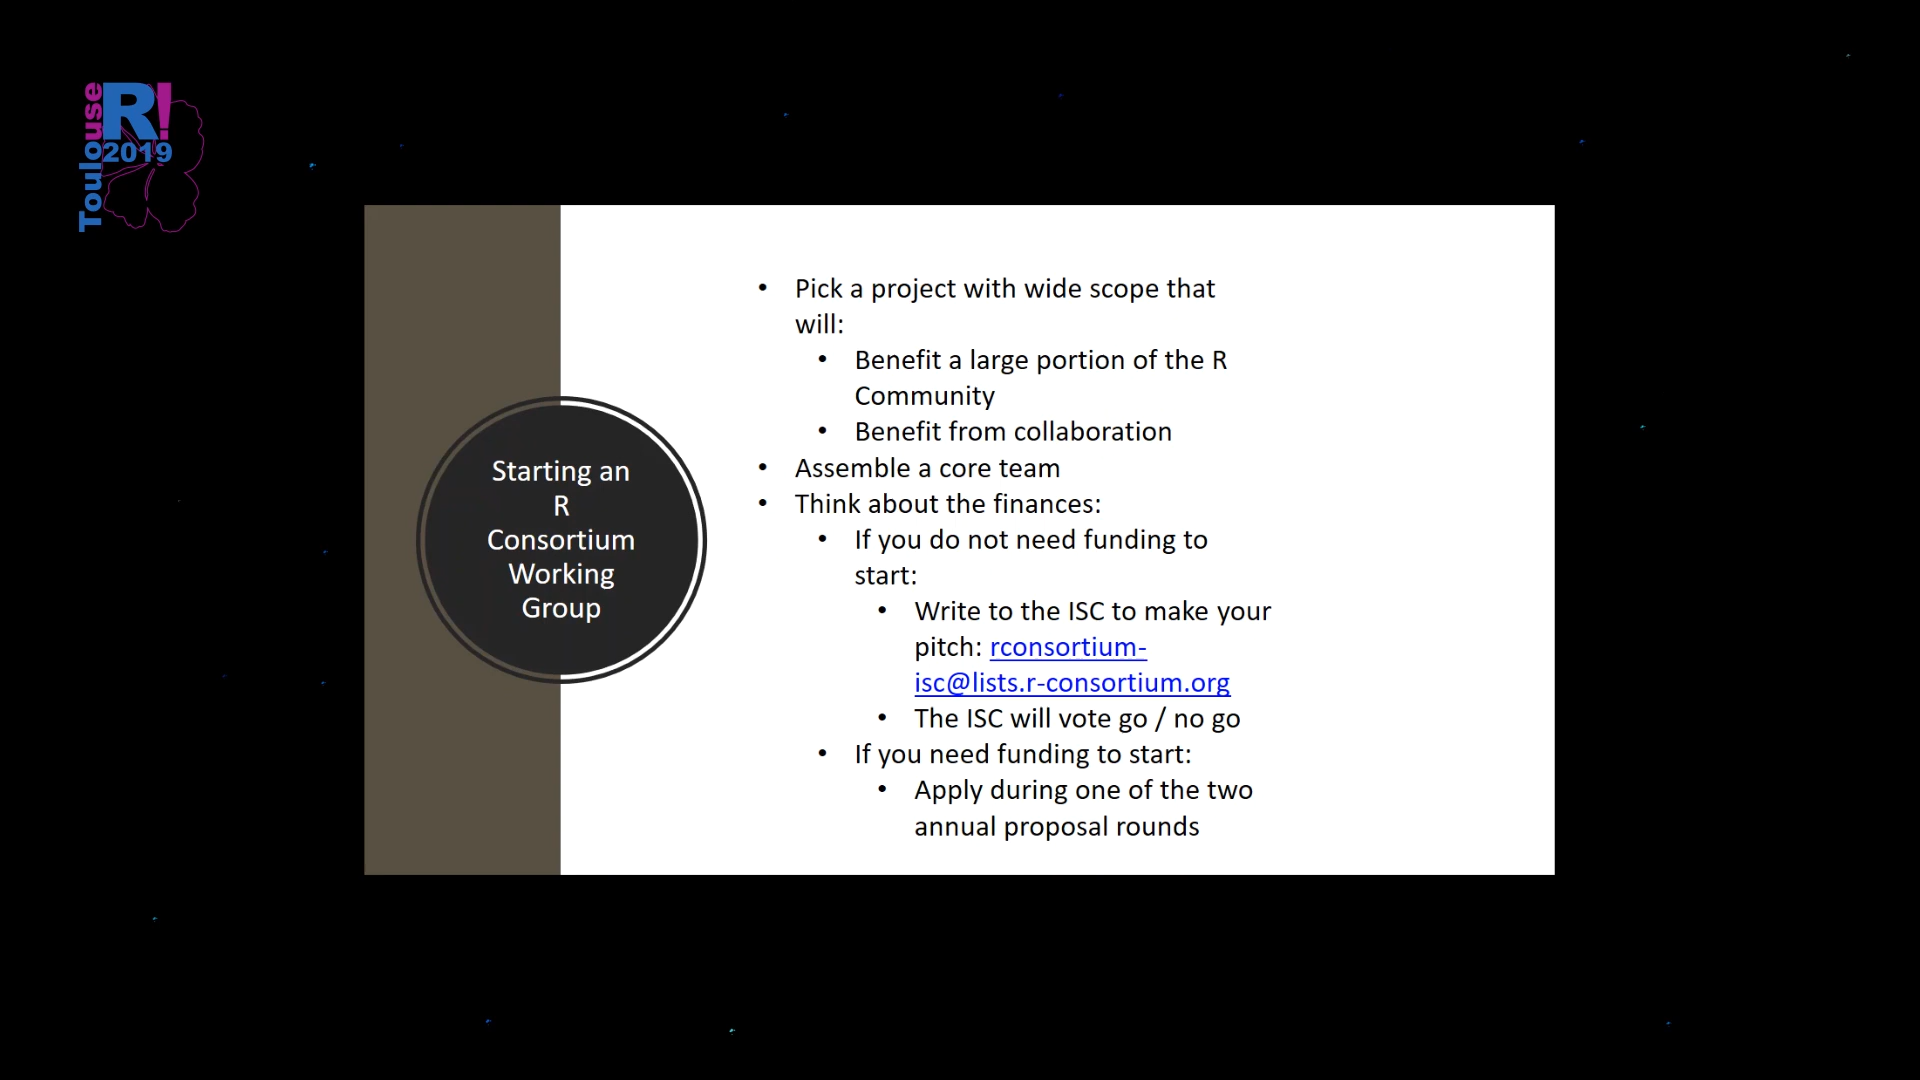 Toulouse
R!
2019
Starting an
R
Consortium
Working
Group
• Pick a project with wide scope that
will:
• Benefit a large portion of the R
Community
• Benefit from collaboration
• Assemble a core team
• Think about the finances:
• If you do not need funding to
start:
• Write to the ISC to make your
pitch: rconsortium-
isc@lists.r-consortium.org
• The ISC will vote go / no go
• If you need funding to start:
• Apply during one of the two
annual proposal rounds